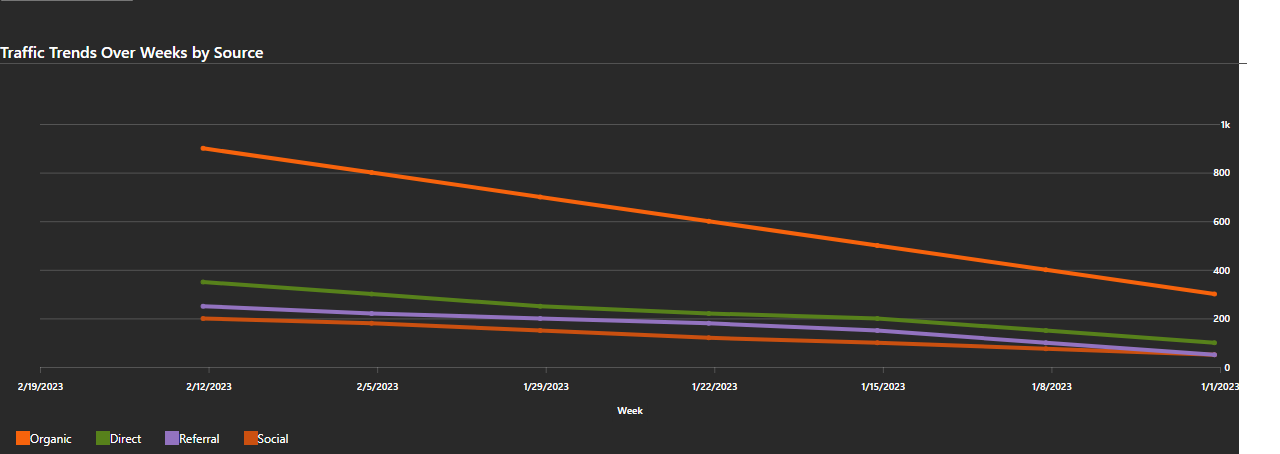 Traffic Trends Over Weeks by Source
1k
800
600
400
200
0
2/19/2023 2/12/2023 2/5/2023 1/29/2023 1/22/2023 1/15/2023 1/8/2023 1/1/2023
Week
Organic Direct Referral Social